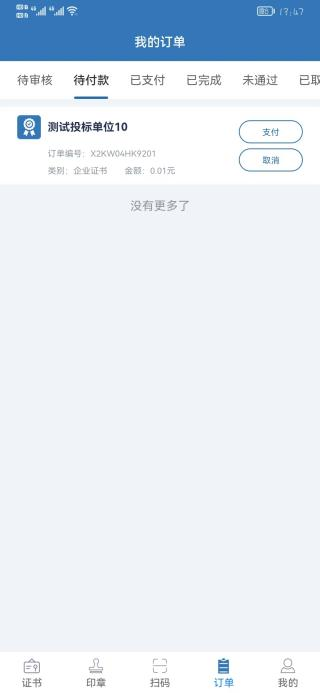 17:47
我的订单
待审核 待付款 已支付 已完成 未通过 已取
测试投标单位10
支付
订单编号：X2KW04HK9201
取消
类别：企业证书 金额：0.01元
没有更多了
证书 印章 扫码 订单 我的